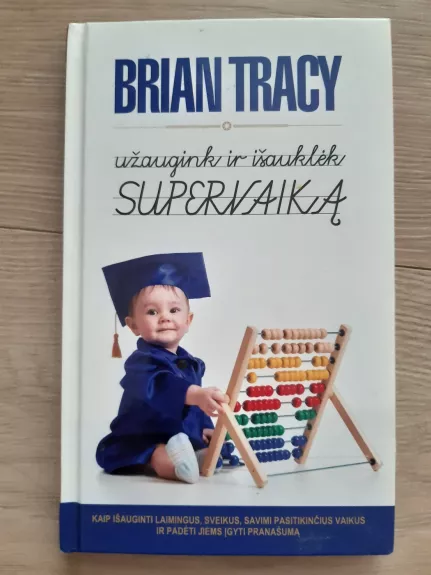 BRIAN TRACY
užaugink ir išauklėk
SUPERVAIKĄ
KAIP IŠAUGINTI LAIMINGUS, SVEIKUS, SAVIMI PASITIKINČIUS VAIKUS
IR PADĖTI JIEMS ĮGYTI PRANAŠUMĄ